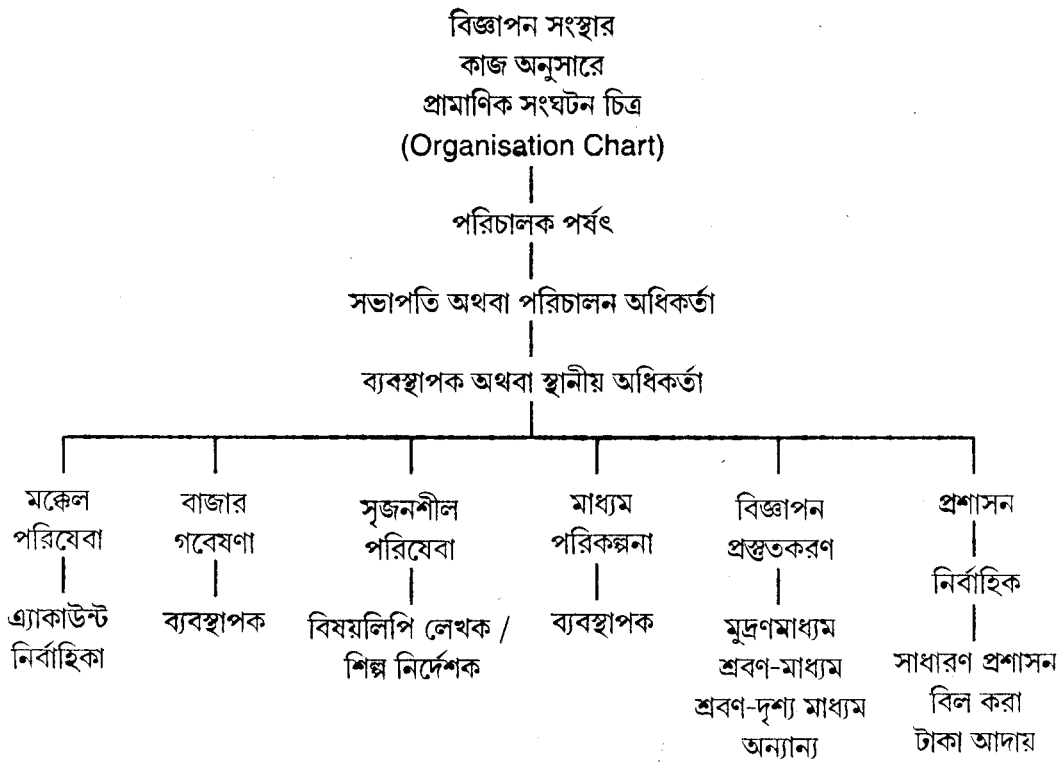 বিজ্ঞাপন সংস্থার
কাজ অনুসারে
প্রামাণিক সংঘটন চিত্র
(Organisation Chart)
পরিচালক পর্ষৎ
সভাপতি অথবা পরিচালন অধিকর্তা
ব্যবস্থাপক অথবা স্থানীয় অধিকর্তা
মক্কেল
পরিষেবা
এ্যাকাউন্ট
নির্বাহিকা
বাজার
গবেষণা
ব্যবস্থাপক
সৃজনশীল
পরিষেবা
বিষয়লিপি লেখক /
শিল্প নির্দেশক
মাধ্যম
পরিকল্পনা
ব্যবস্থাপক
বিজ্ঞাপন
প্রস্তুতকরণ
মুদ্রণমাধ্যম
শ্রবণ-মাধ্যম
শ্রবণ-দৃশ্য মাধ্যম
অন্যান্য
প্রশাসন
নির্বাহিক
সাধারণ প্রশাসন
বিল করা
টাকা আদায়